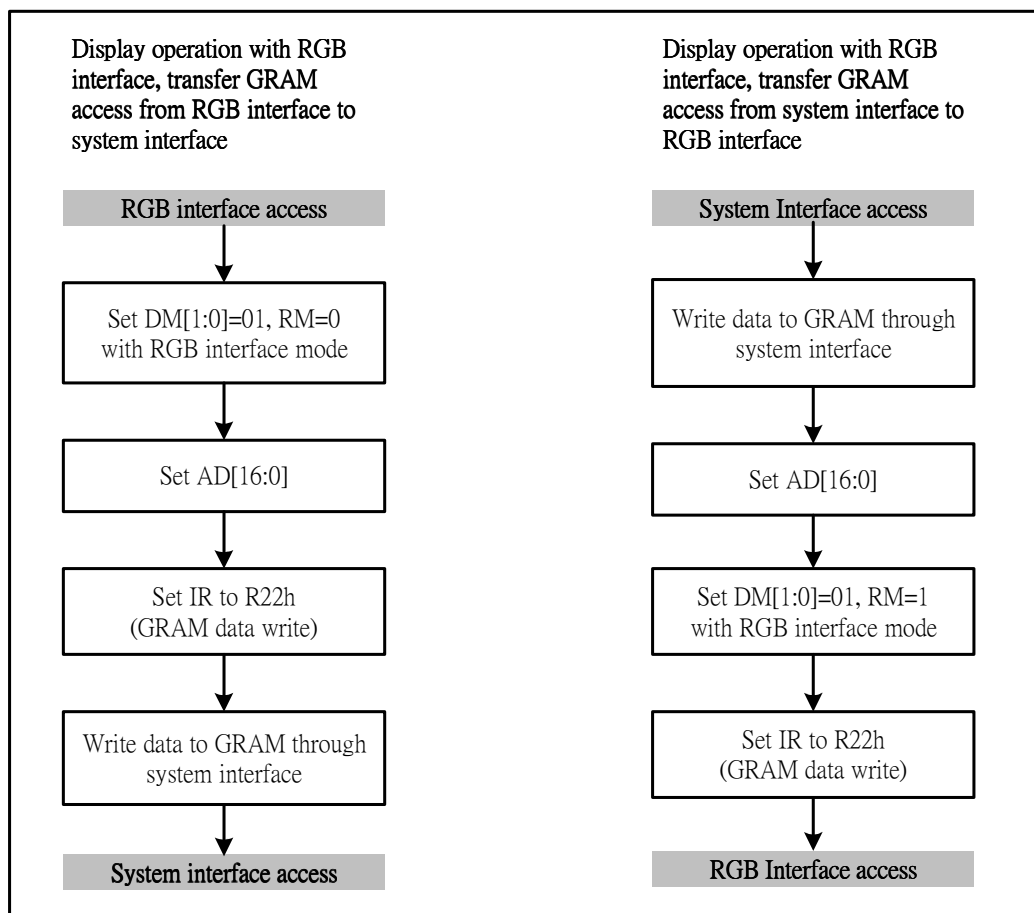 Display operation with RGB
interface, transfer GRAM
access from RGB interface to
system interface
RGB interface access
Set DM[1:0]=01, RM=0
with RGB interface mode
Set AD[16:0]
Set IR to R22h
(GRAM data write)
Write data to GRAM through
system interface
System interface access
Display operation with RGB
interface, transfer GRAM
access from system interface to
RGB interface
System Interface access
Write data to GRAM through
system interface
Set AD[16:0]
Set DM[1:0]=01, RM=1
with RGB interface mode
Set IR to R22h
(GRAM data write)
RGB Interface access